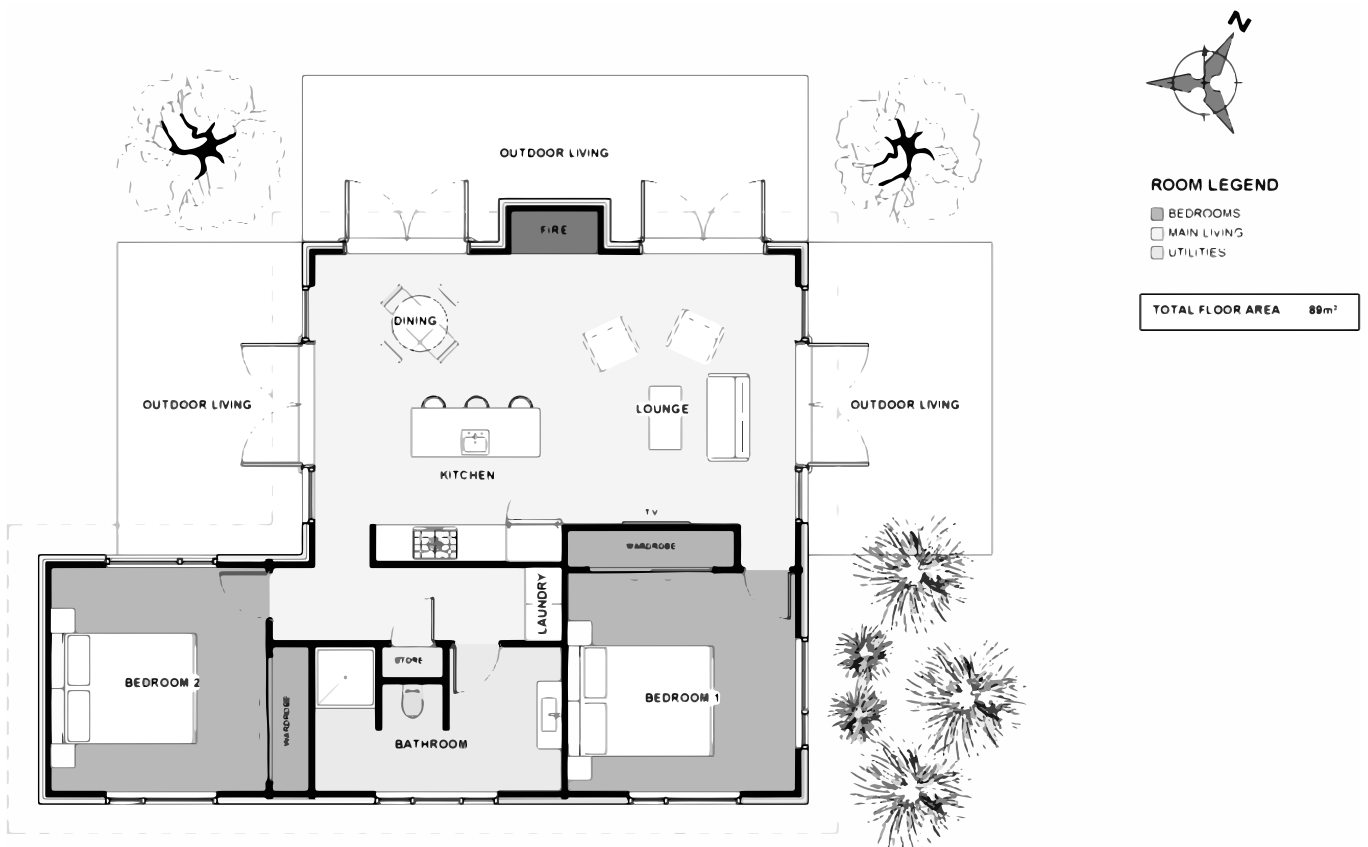 N
OUTDOOR LIVING
ROOM LEGEND
BEDROOMS
MAIN LIVING
UTILITIES
FIRE
TOTAL FLOOR AREA 89m²
DINING
OUTDOOR LIVING
LOUNGE
OUTDOOR LIVING
KITCHEN
TV
WARDROBE
LAUNDRY
STORE
BEDROOM 2
BEDROOM 1
WARDROBE
BATHROOM